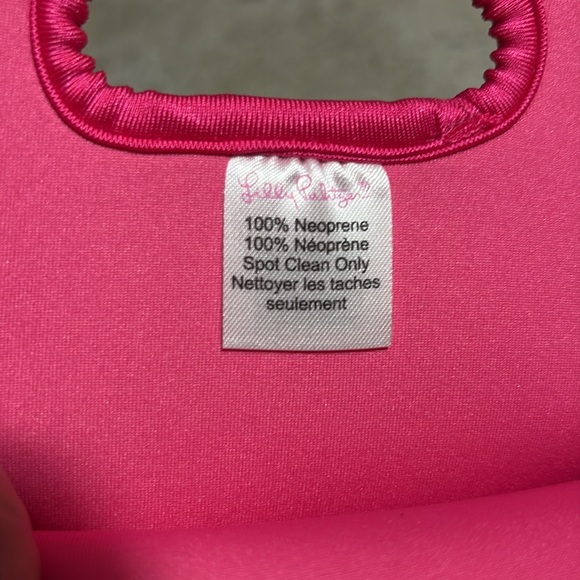 Lilly Pulitzer
100% Neoprene
100% Néoprène
Spot Clean Only
Nettoyer les taches
seulement